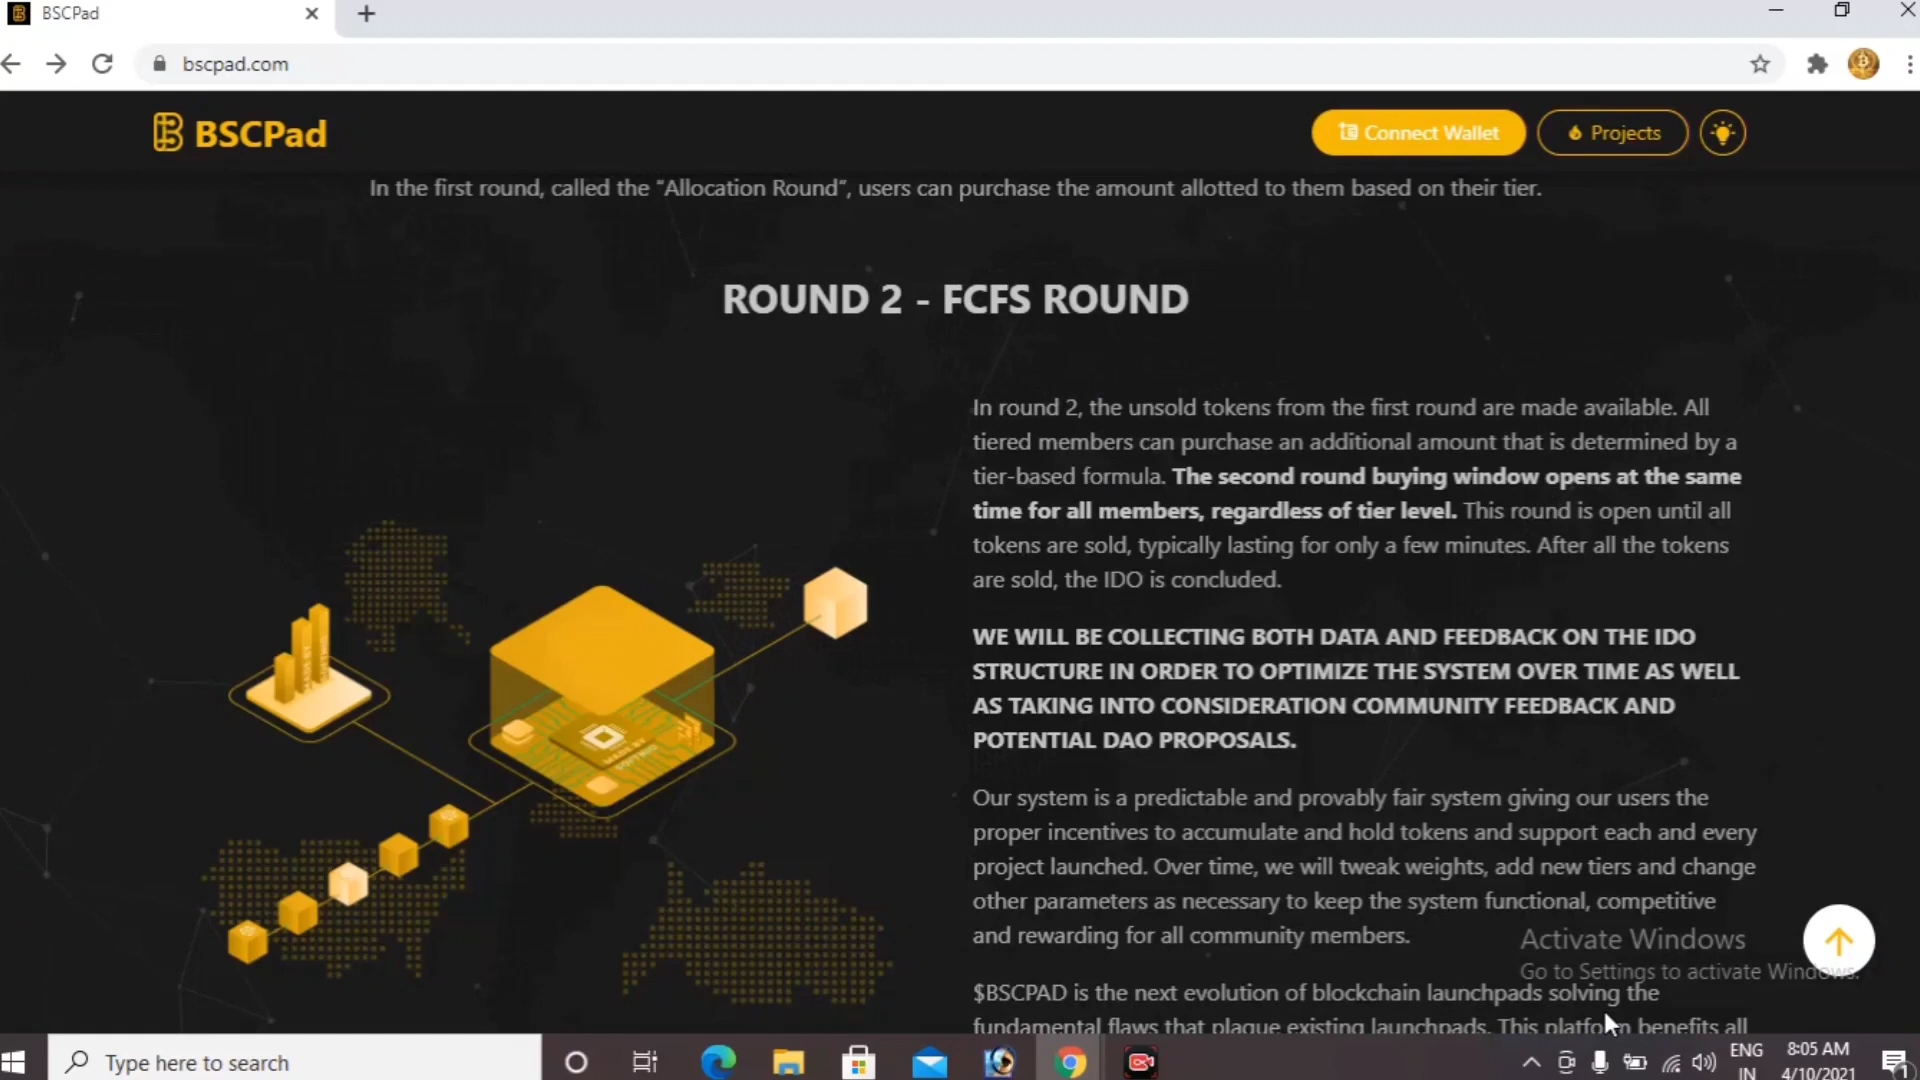 BSCPad
bscpad.com
BSCPad
Connect Wallet
Projects
In the first round, called the “Allocation Round”, users can purchase the amount allotted to them based on their tier.
ROUND 2 - FCFS ROUND
In round 2, the unsold tokens from the first round are made available. All
tiered members can purchase an additional amount that is determined by a
tier-based formula. The second round buying window opens at the same
time for all members, regardless of tier level. This round is open until all
tokens are sold, typically lasting for only a few minutes. After all the tokens
are sold, the IDO is concluded.
WE WILL BE COLLECTING BOTH DATA AND FEEDBACK ON THE IDO
STRUCTURE IN ORDER TO OPTIMIZE THE SYSTEM OVER TIME AS WELL
AS TAKING INTO CONSIDERATION COMMUNITY FEEDBACK AND
POTENTIAL DAO PROPOSALS.
Our system is a predictable and provably fair system giving our users the
proper incentives to accumulate and hold tokens and support each and every
project launched. Over time, we will tweak weights, add new tiers and change
other parameters as necessary to keep the system functional, competitive
and rewarding for all community members.
$BSCPAD is the next evolution of blockchain launchpads solving the
fundamental flaws that plague existing launchpads. This platform benefits all
MADE BY
Activate Windows
Go to Settings to activate Windows.
Type here to search
ENG
IN
8:05 AM
4/10/2021
1